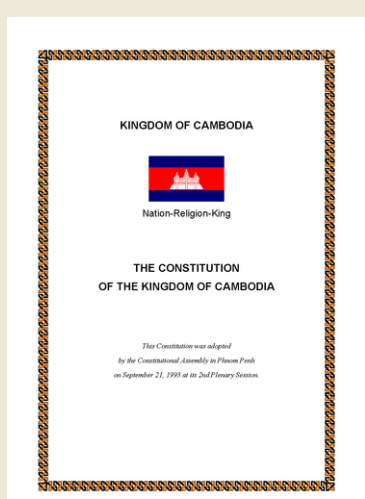 KINGDOM OF CAMBODIA
Nation-Religion-King
THE CONSTITUTION
OF THE KINGDOM OF CAMBODIA
This Constitution was adopted
by the Constitutional Assembly in Phnom Penh
on September 21, 1993 at its 2nd Plenary Session.